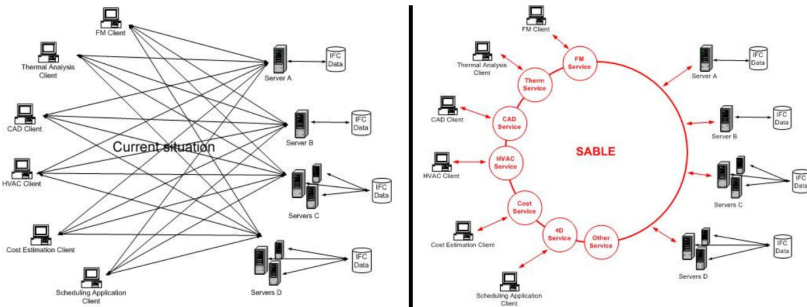 FM Client
Thermal Analysis
Client
CAD Client
HVAC Client
Cost Estimation Client
Scheduling Application
Client
Current situation
IFC
Data
Server A
IFC
Data
Server B
IFC
Data
Servers C
IFC
Data
Servers D
FM Client
Thermal Analysis
Client
CAD Client
HVAC Client
Cost Estimation Client
Scheduling Application
Client
FM
Service
Therm
Service
CAD
Service
HVAC
Service
Cost
Service
4D
Service
Other
Service
SABLE
IFC
Data
Server A
IFC
Data
Server B
IFC
Data
Servers C
IFC
Data
Servers D